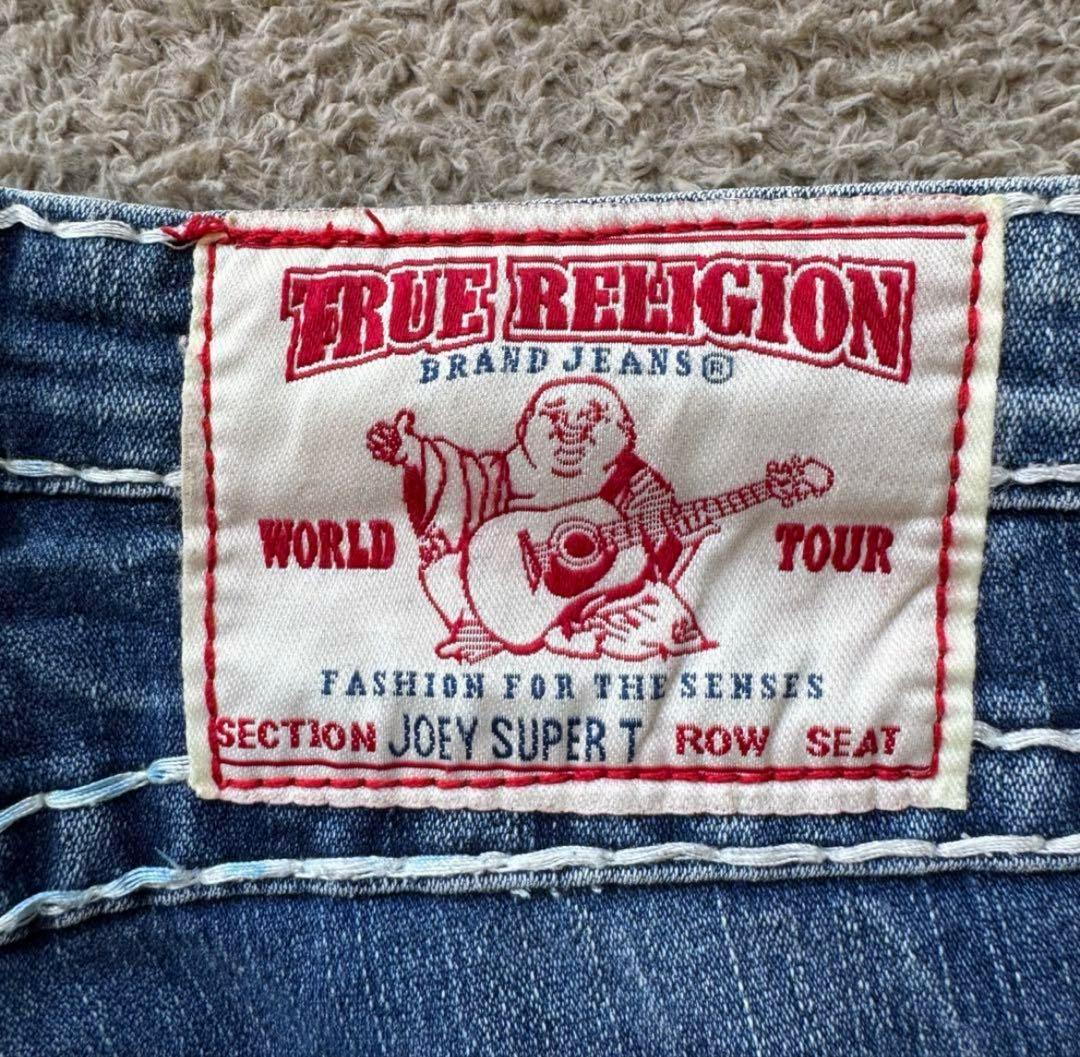 TRUE RELIGION
BRAND JEANS®
WORLD TOUR
FASHION FOR THE SENSES
SECTION JOEY SUPER T ROW SEAT